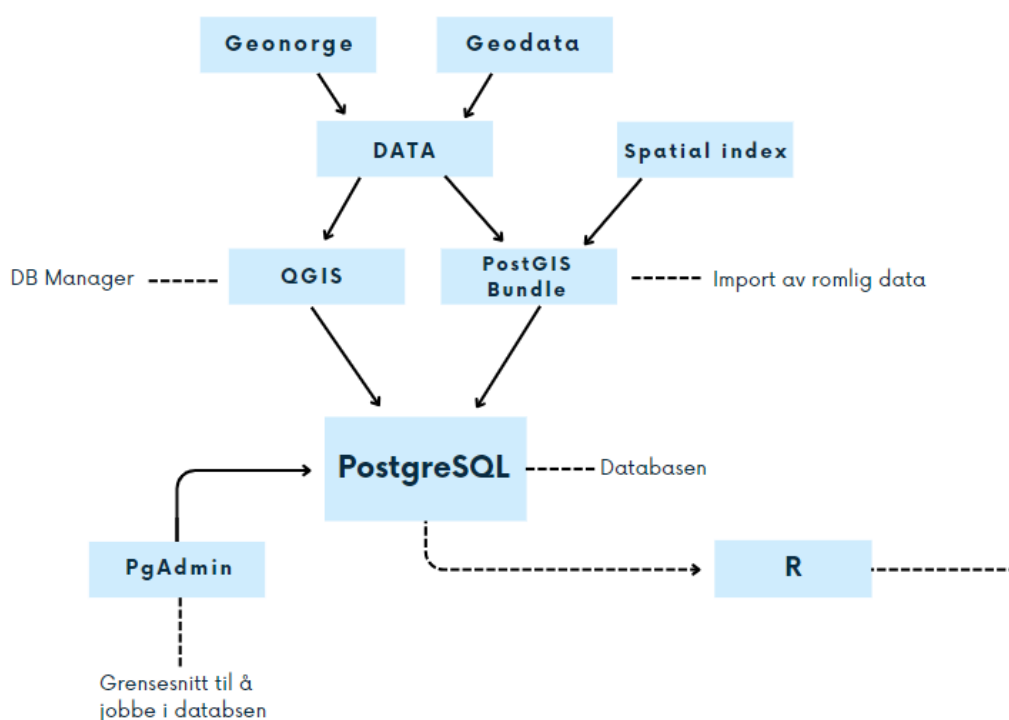 Geonorge
Geodata
DATA
Spatial index
DB Manager
QGIS
PostGIS
Bundle
Import av romlig data
PostgreSQL
Databasen
PgAdmin
R
Grensesnitt til å
jobbe i databsen